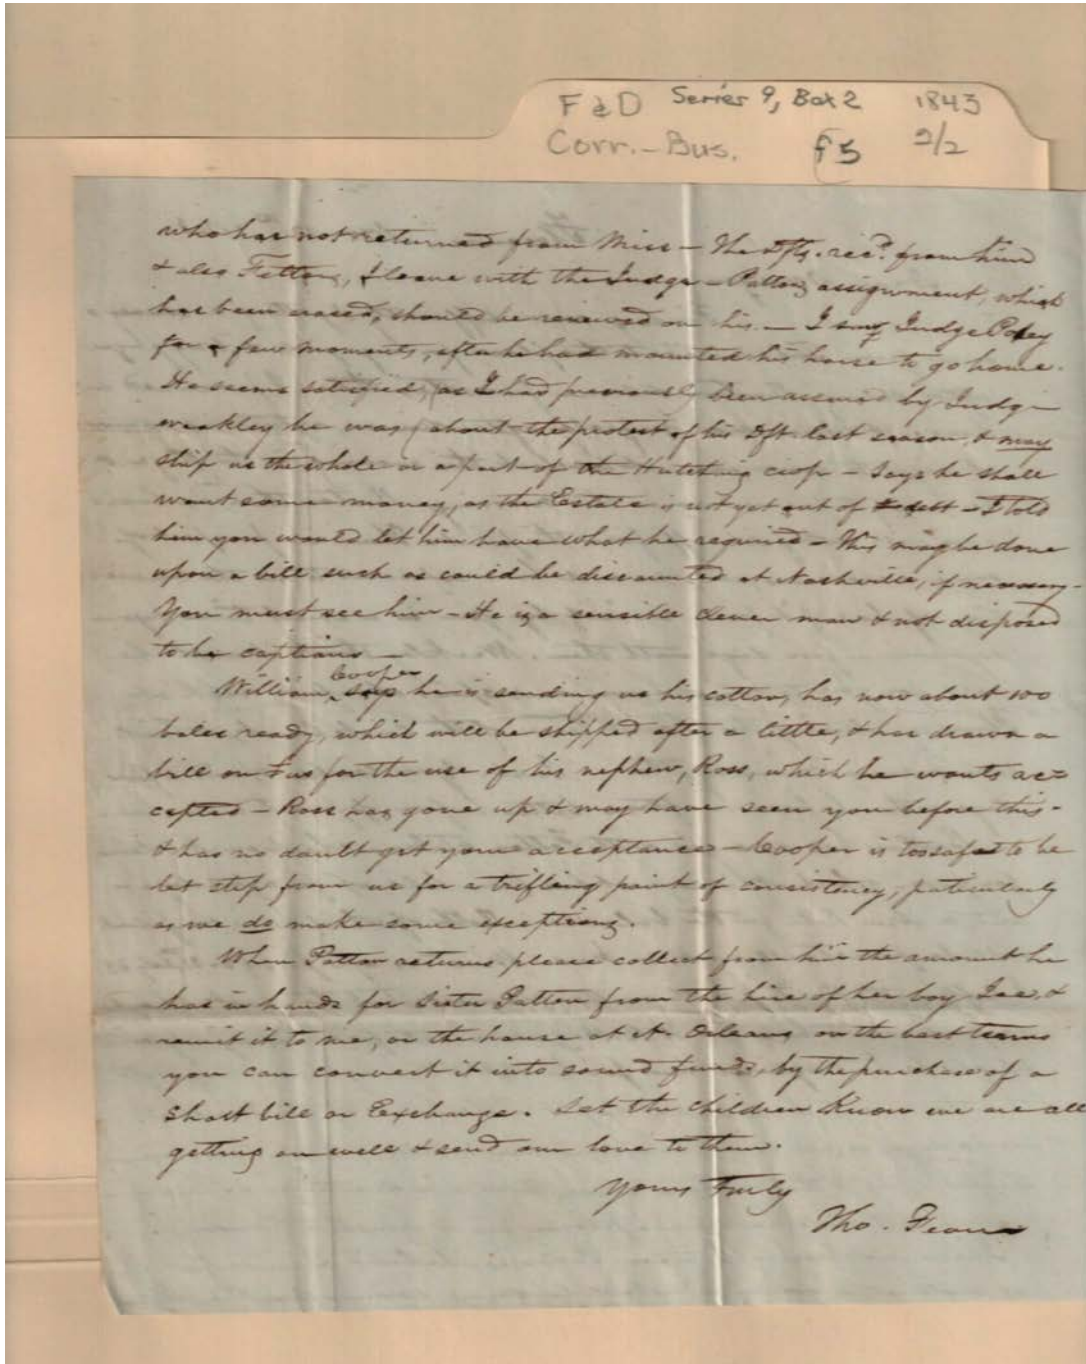 F & D Series 9, Box 2 1843
Corr.-Bus. f5 2/2
who has not returned from Miss - The Dfts. recd. from him
& also Fettons, I leave with the Judge - Pattons assignment, which
has been erased, should be renewed on his. - I saw Judge Posey
for a few moments, after he had mounted his horse to go home.
He seems satisfied, (as I had previously been assured by Judge
Weakley he was) about the protest of his Dft. last season, & may
ship us the whole or a part of the Hutchings crop - Says he shall
want some money, as the Estate is not yet out of debt - I told
him you would let him have what he required - This may be done
upon a bill such as could be discounted at Nashville, if necessary -
You must see him - He is a sensible clever man & not disposed
to be captious -
William Cooper says he is sending us his cotton, has now about 100
bales ready, which will be shipped after a little, & has drawn a
bill on us for the use of his nephew, Ross, which he wants ac=
cepted - Ross has gone up & may have seen you before this -
& has no doubt got your acceptance - Cooper is too safe to be
let slip from us for a trifling point of consistency, paticularly
as we do make some exceptions.
When Patton returns please collect from him the amount he
has in hands for Sister Patton from the hire of her boy &
remit it to me, or the house at N. Orleans on the best terms
you can convert it into sound funds, by the purchase of a
short bill or Exchange. Let the children Know we are all
getting on well & send our love to them.
Yours Truly
Tho. Fearn